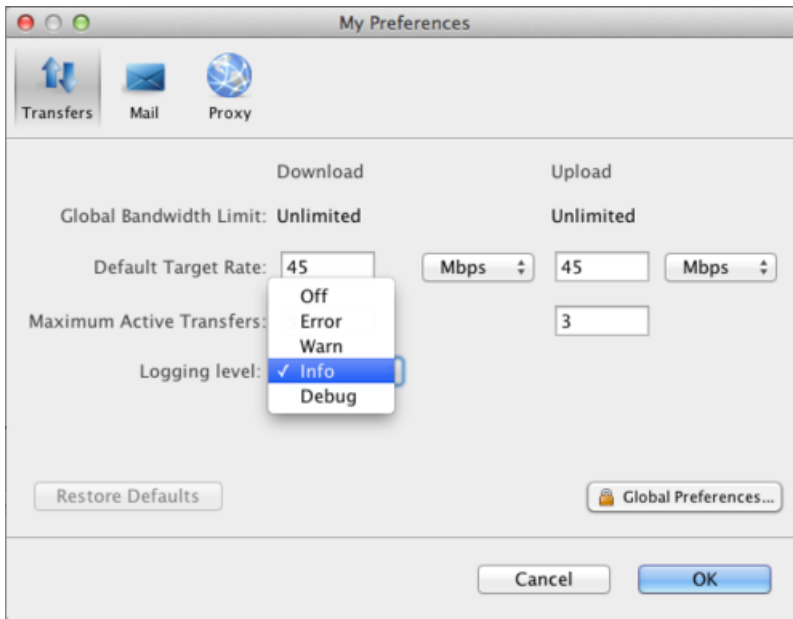 My Preferences
Transfers Mail Proxy
Download Upload
Global Bandwidth Limit: Unlimited Unlimited
Default Target Rate: 45 Mbps 45 Mbps
Off
Maximum Active Transfers: Error 3
Warn
Logging level: ✓ Info
Debug
Restore Defaults Global Preferences...
Cancel OK